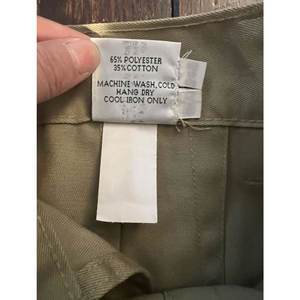 65% POLYESTER
35% COTTON
MACHINE WASH, COLD
HANG DRY
COOL IRON ONLY